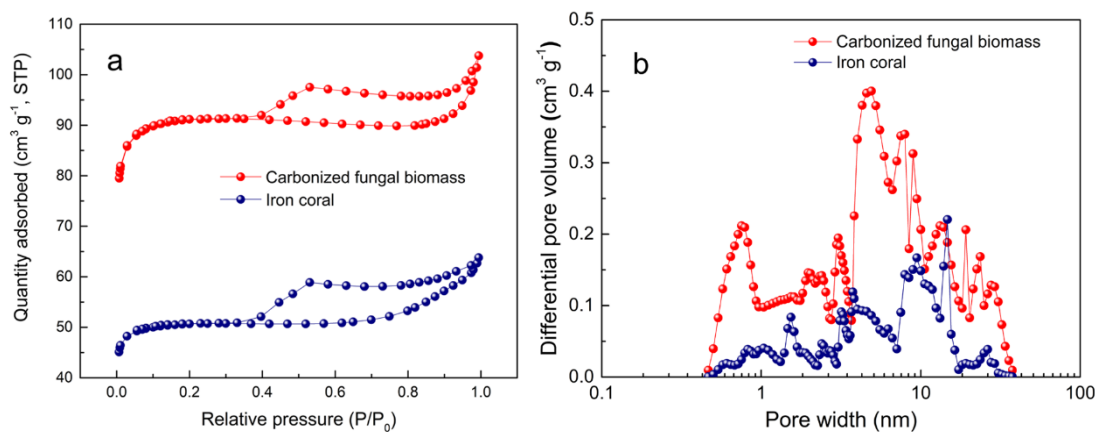 a
Quantity adsorbed (cm³ g⁻¹, STP)
110
100
90
80
70
60
50
40
Carbonized fungal biomass
Iron coral
0.0
0.2
0.4
0.6
0.8
1.0
Relative pressure (P/P₀)
b
Differential pore volume (cm³ g⁻¹)
0.5
0.4
0.3
0.2
0.1
0.0
Carbonized fungal biomass
Iron coral
0.1
1
10
100
Pore width (nm)